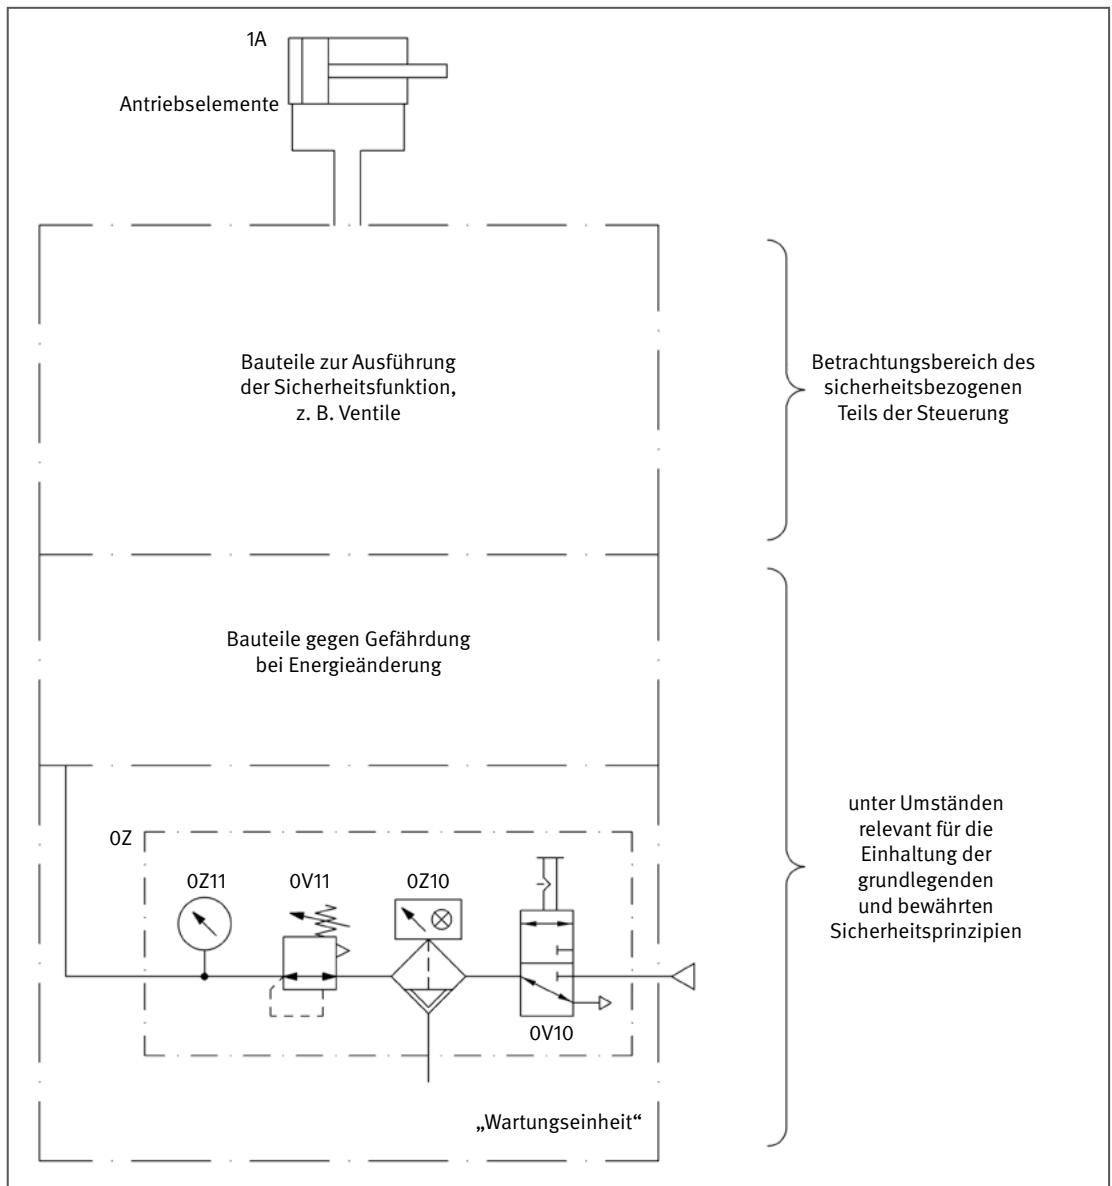 1A
Antriebselemente
Bauteile zur Ausführung
der Sicherheitsfunktion,
z. B. Ventile
Betrachtungsbereich des
sicherheitsbezogenen
Teils der Steuerung
Bauteile gegen Gefährdung
bei Energieänderung
unter Umständen
relevant für die
Einhaltung der
grundlegenden
und bewährten
Sicherheitsprinzipien
0Z
0Z11
0V11
0Z10
0V10
„Wartungseinheit“